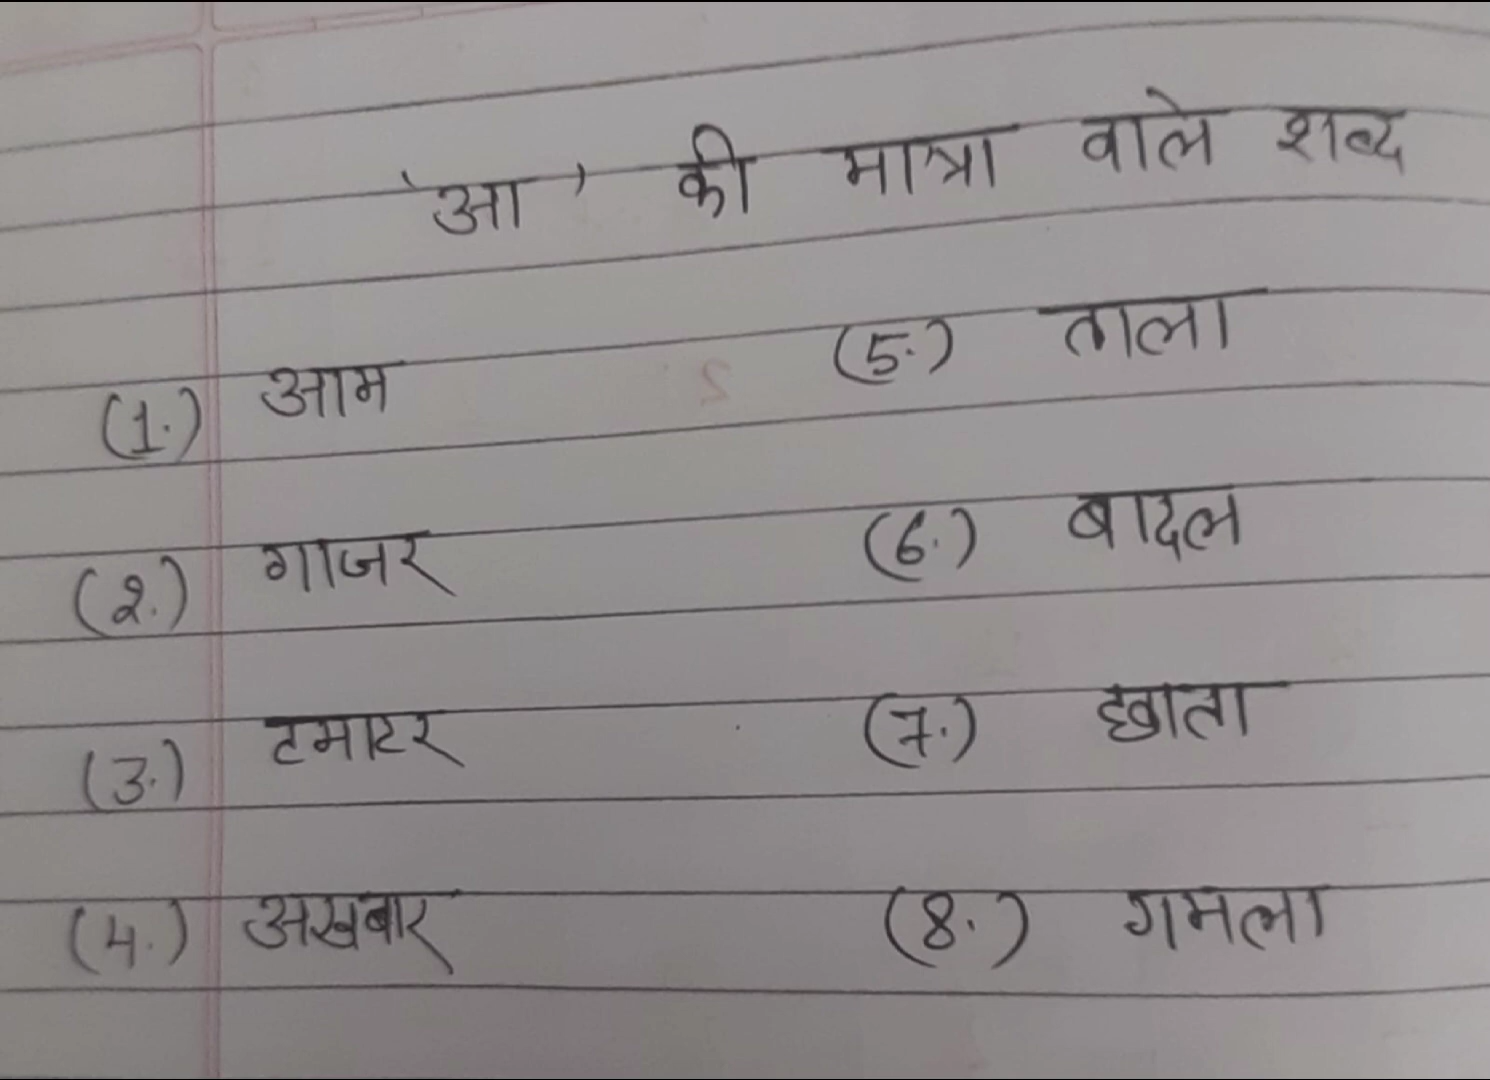 'आ' की मात्रा वाले शब्द
(1.) आम
(2.) गाजर
(3.) टमाटर
(4.) अखबार
(5.) ताला
(6.) बादल
(7.) छाता
(8.) गमला